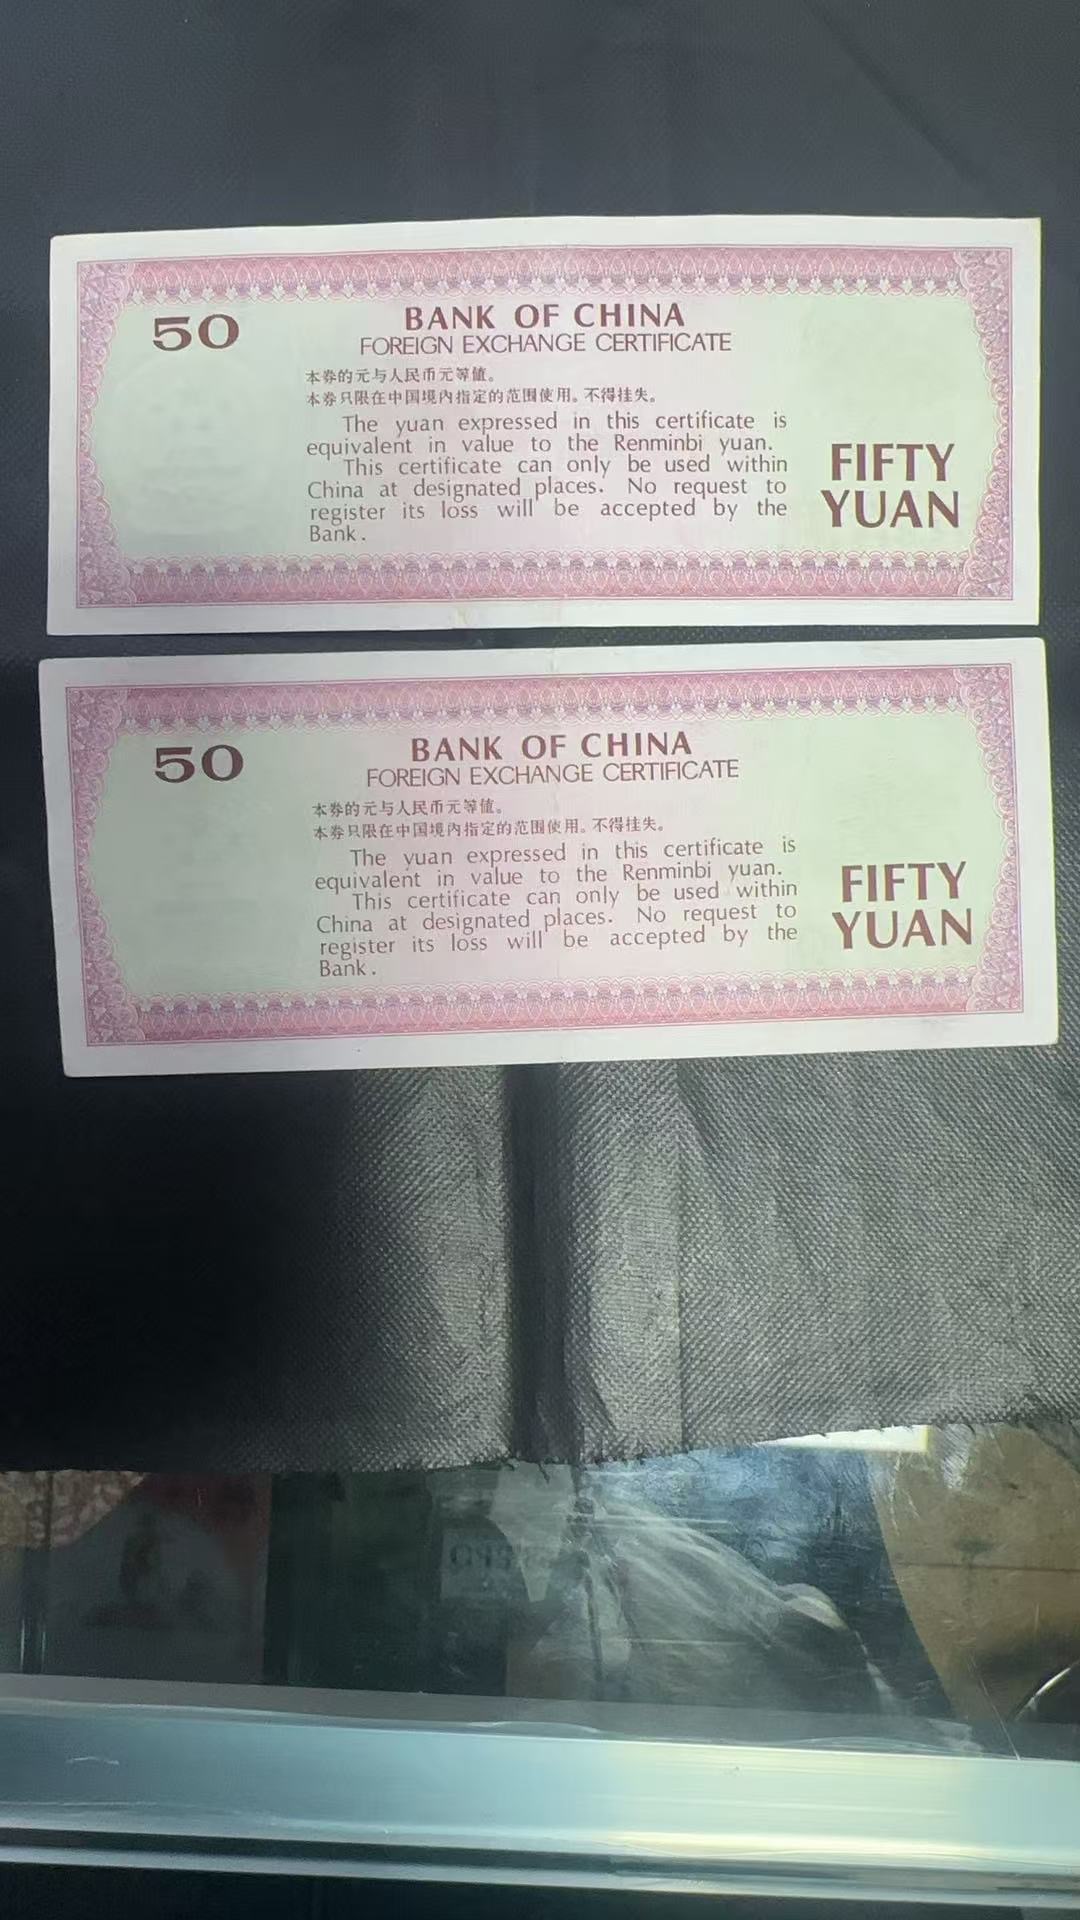 50
BANK OF CHINA
FOREIGN EXCHANGE CERTIFICATE
本券的元与人民币元等值。
本券只限在中国境内指定的范围使用。不得挂失。
The yuan expressed in this certificate is
equivalent in value to the Renminbi yuan.
This certificate can only be used within
China at designated places. No request to
register its loss will be accepted by the
Bank.
FIFTY
YUAN
50
BANK OF CHINA
FOREIGN EXCHANGE CERTIFICATE
本券的元与人民币元等值。
本券只限在中国境内指定的范围使用。不得挂失。
The yuan expressed in this certificate is
equivalent in value to the Renminbi yuan.
This certificate can only be used within
China at designated places. No request to
register its loss will be accepted by the
Bank.
FIFTY
YUAN